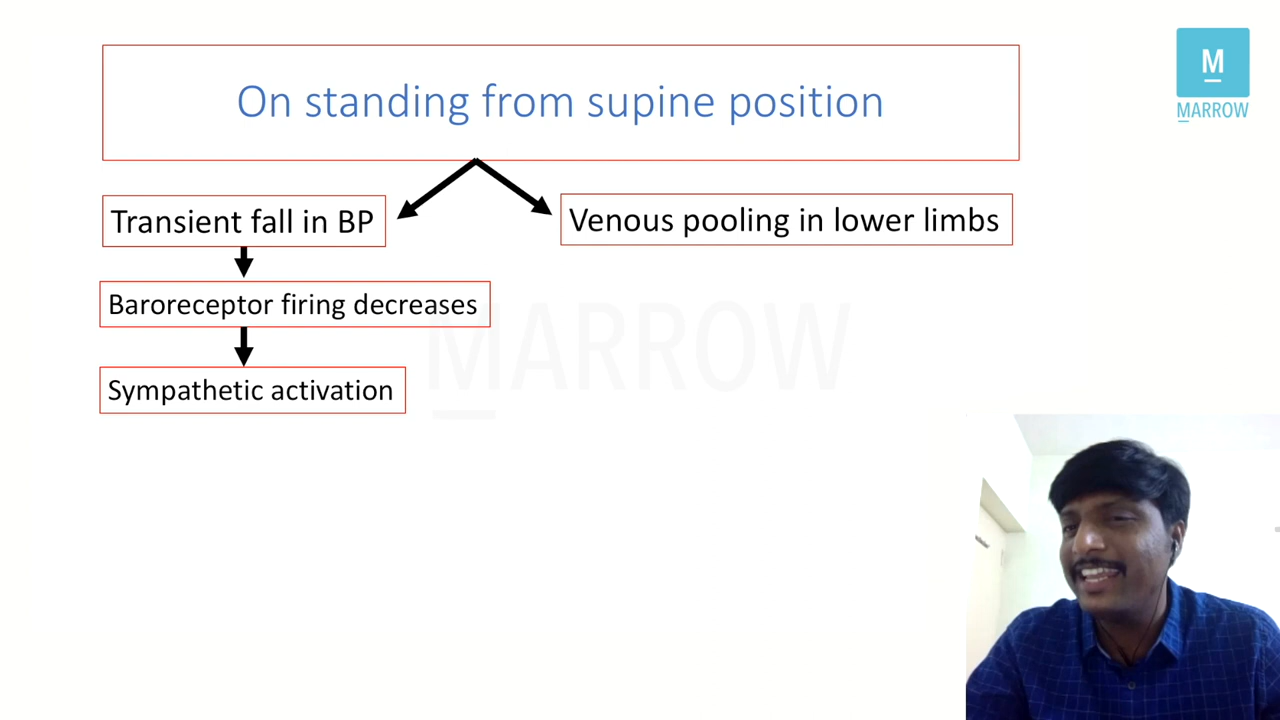 On standing from supine position
M
MARROW
Transient fall in BP
Venous pooling in lower limbs
Baroreceptor firing decreases
MARROW
Sympathetic activation